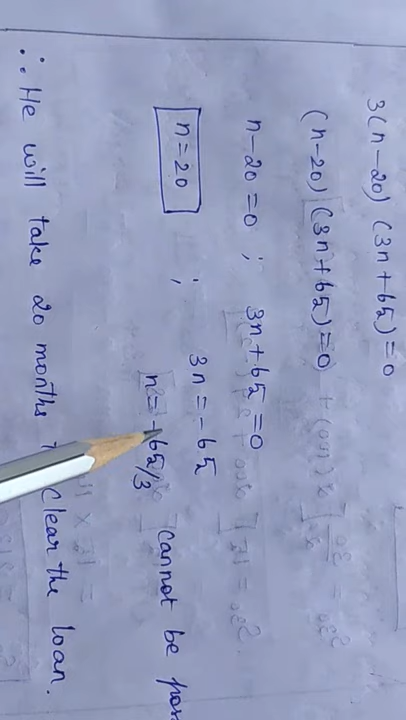 3(n-20) (3n+65)=0
(n-20) (3n+65)=0
n-20=0 ; 3n+65=0
n=20 ; 3n=-65
n=-65/3 cannot be
∴ He will take 20 months clear the loan.